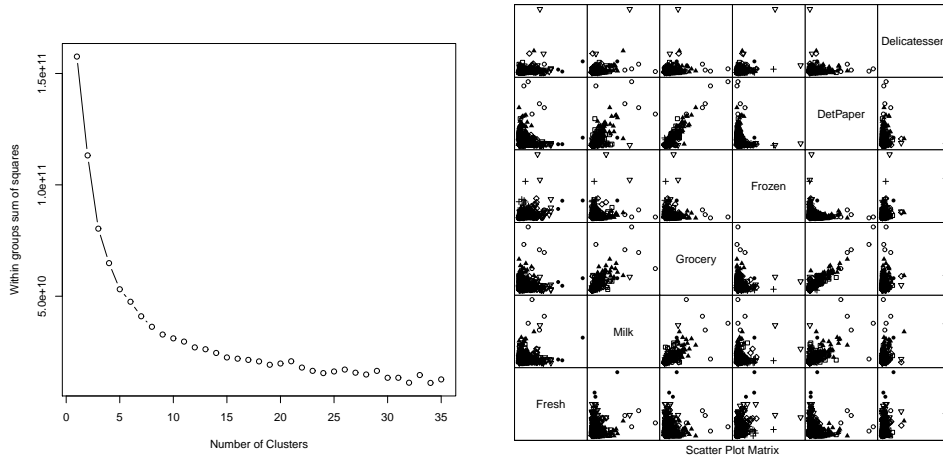 Within groups sum of squares
1.5e+11
1.0e+11
5.0e+10
0 5 10 15 20 25 30 35
Number of Clusters
Delicatessen
DetPaper
Frozen
Grocery
Milk
Fresh
Scatter Plot Matrix